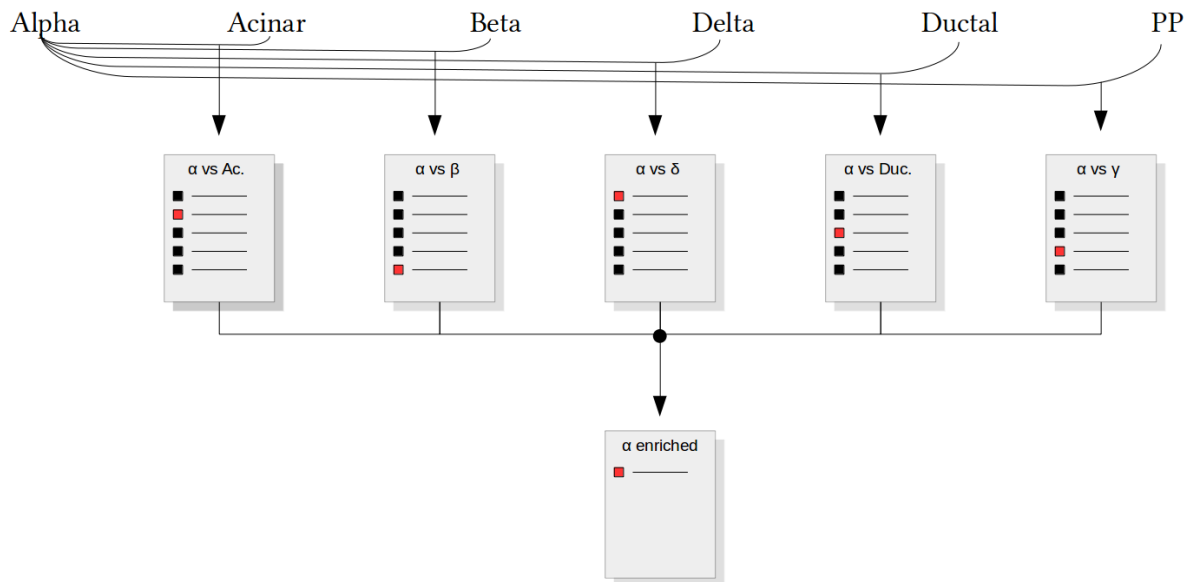 Alpha Acinar Beta Delta Ductal PP
α vs Ac. α vs β α vs δ α vs Duc. α vs γ
α enriched